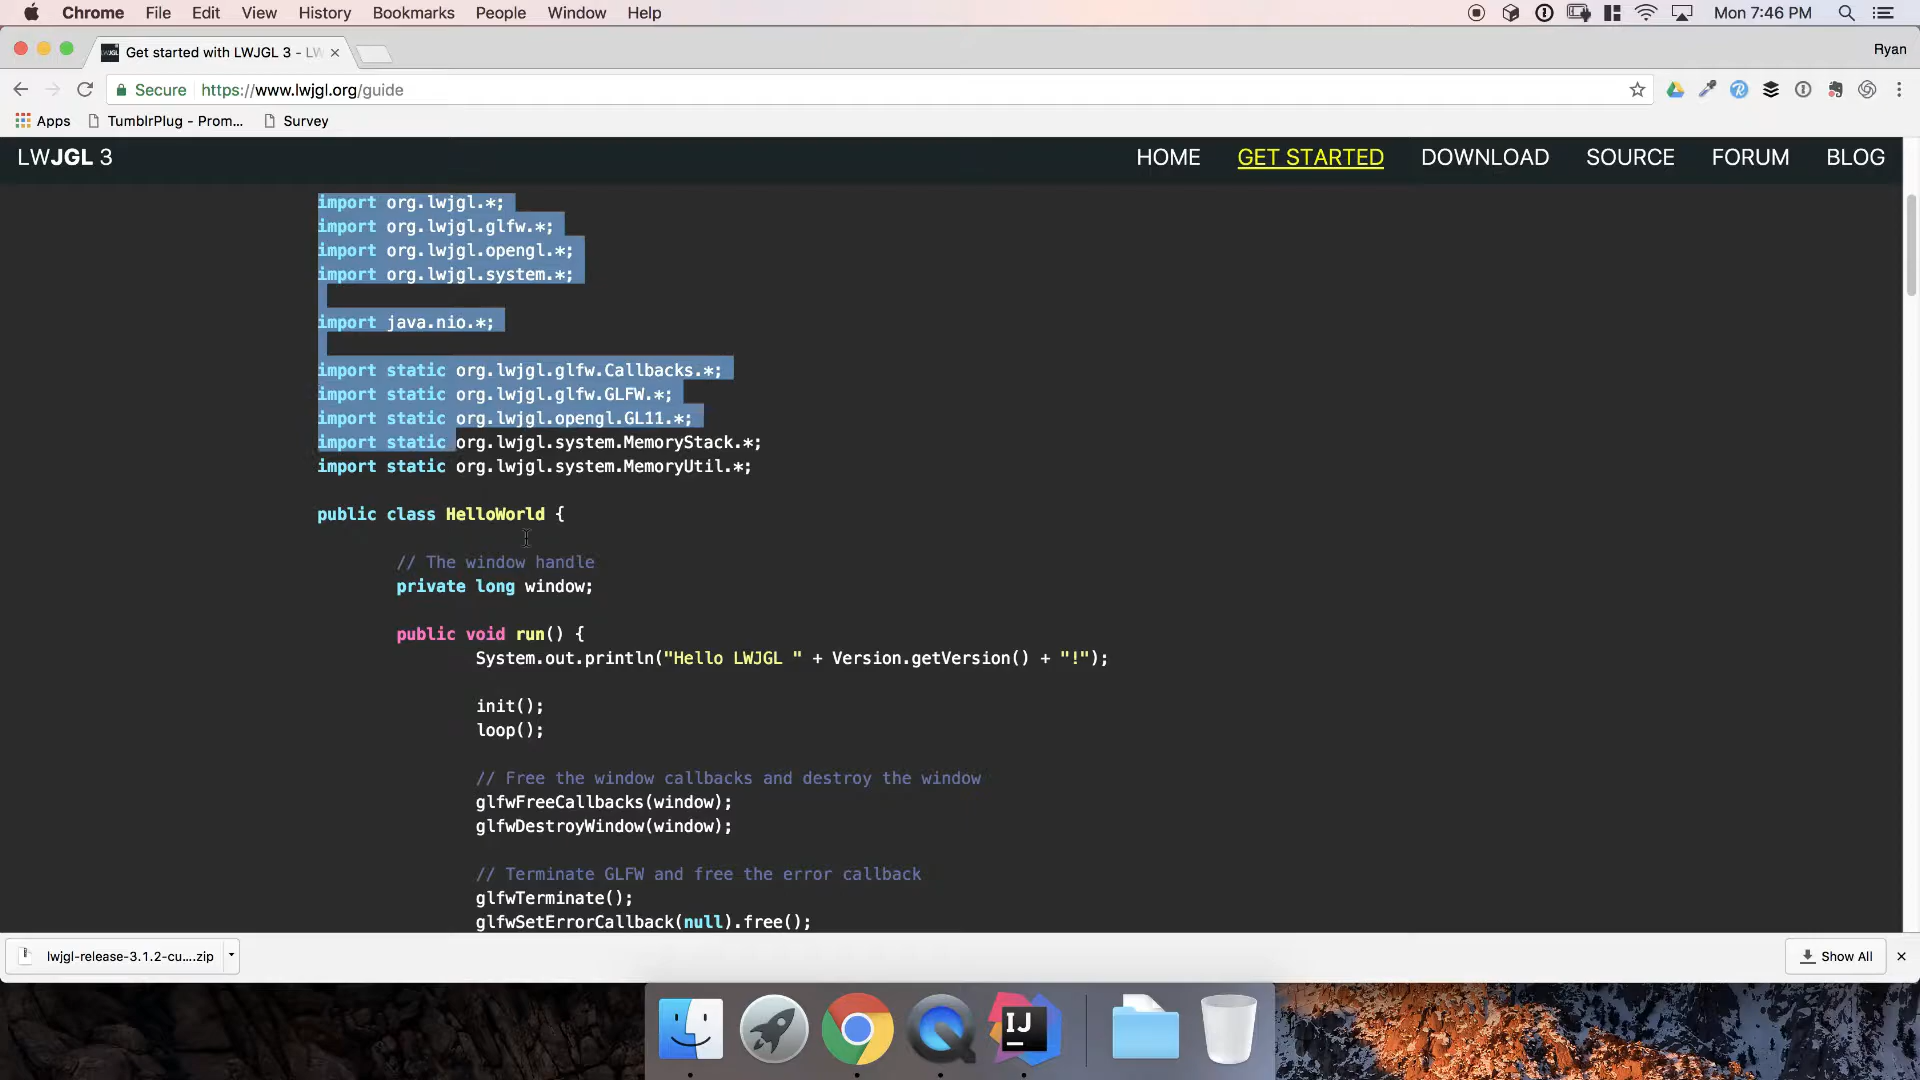 Chrome File Edit View History Bookmarks People Window Help Mon 7:46 PM
Get started with LWJGL 3 - LW Ryan
Secure https://www.lwjgl.org/guide
Apps TumblrPlug - Prom... Survey
LWJGL 3 HOME GET STARTED DOWNLOAD SOURCE FORUM BLOG
import org.lwjgl.*;
import org.lwjgl.glfw.*;
import org.lwjgl.opengl.*;
import org.lwjgl.system.*;
import java.nio.*;
import static org.lwjgl.glfw.Callbacks.*;
import static org.lwjgl.glfw.GLFW.*;
import static org.lwjgl.opengl.GL11.*;
import static org.lwjgl.system.MemoryStack.*;
import static org.lwjgl.system.MemoryUtil.*;
public class HelloWorld {
// The window handle
private long window;
public void run() {
System.out.println("Hello LWJGL " + Version.getVersion() + "!");
init();
loop();
// Free the window callbacks and destroy the window
glfwFreeCallbacks(window);
glfwDestroyWindow(window);
// Terminate GLFW and free the error callback
glfwTerminate();
glfwSetErrorCallback(null).free();
lwjgl-release-3.1.2-cu....zip Show All
IJ